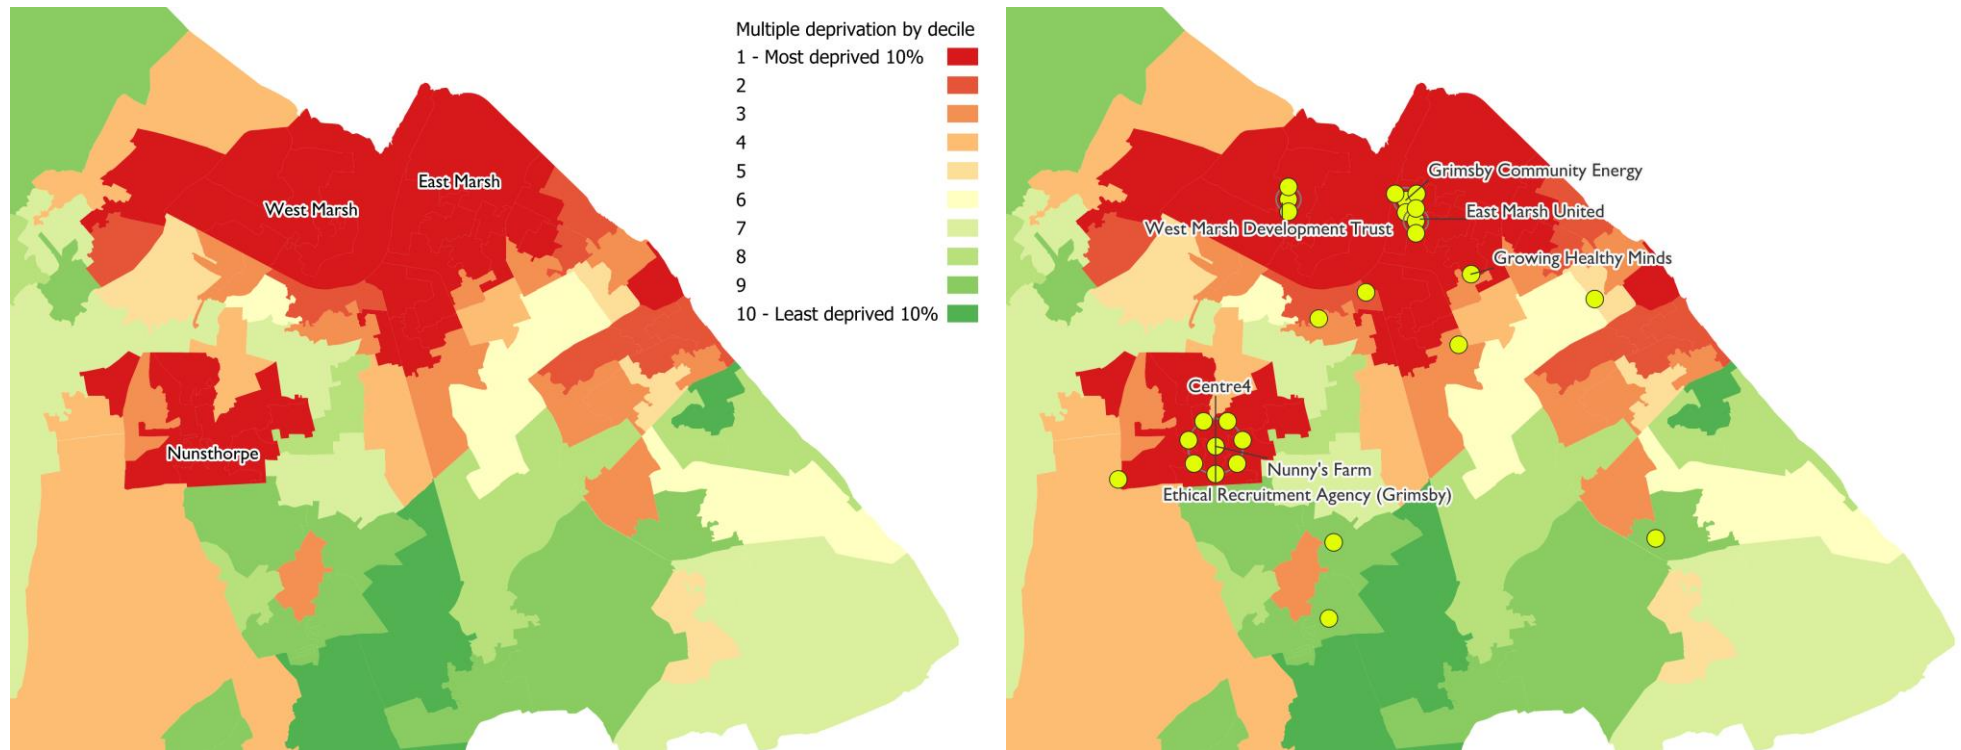 Multiple deprivation by decile
1 - Most deprived 10%
2
3
4
5
6
7
8
9
10 - Least deprived 10%
East Marsh
West Marsh
Nunsthorpe
Grimsby Community Energy
East Marsh United
West Marsh Development Trust
Growing Healthy Minds
Centre4
Nunny's Farm
Ethical Recruitment Agency (Grimsby)